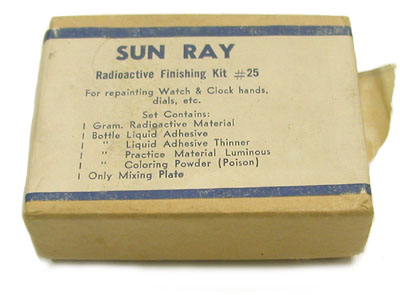 SUN RAY
Radioactive Finishing Kit #25
For repainting Watch & Clock hands,
dials, etc.
Set Contains:
1 Gram. Radioactive Material
1 Bottle Liquid Adhesive
1 " Liquid Adhesive Thinner
1 " Practice Material Luminous
1 " Coloring Powder (Poison)
1 Only Mixing Plate